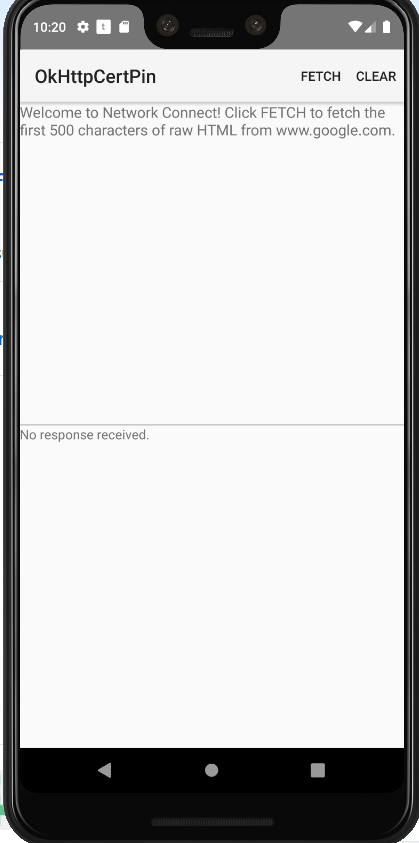 10:20 t
OkHttpCertPin FETCH CLEAR
Welcome to Network Connect! Click FETCH to fetch the
first 500 characters of raw HTML from www.google.com.
No response received.